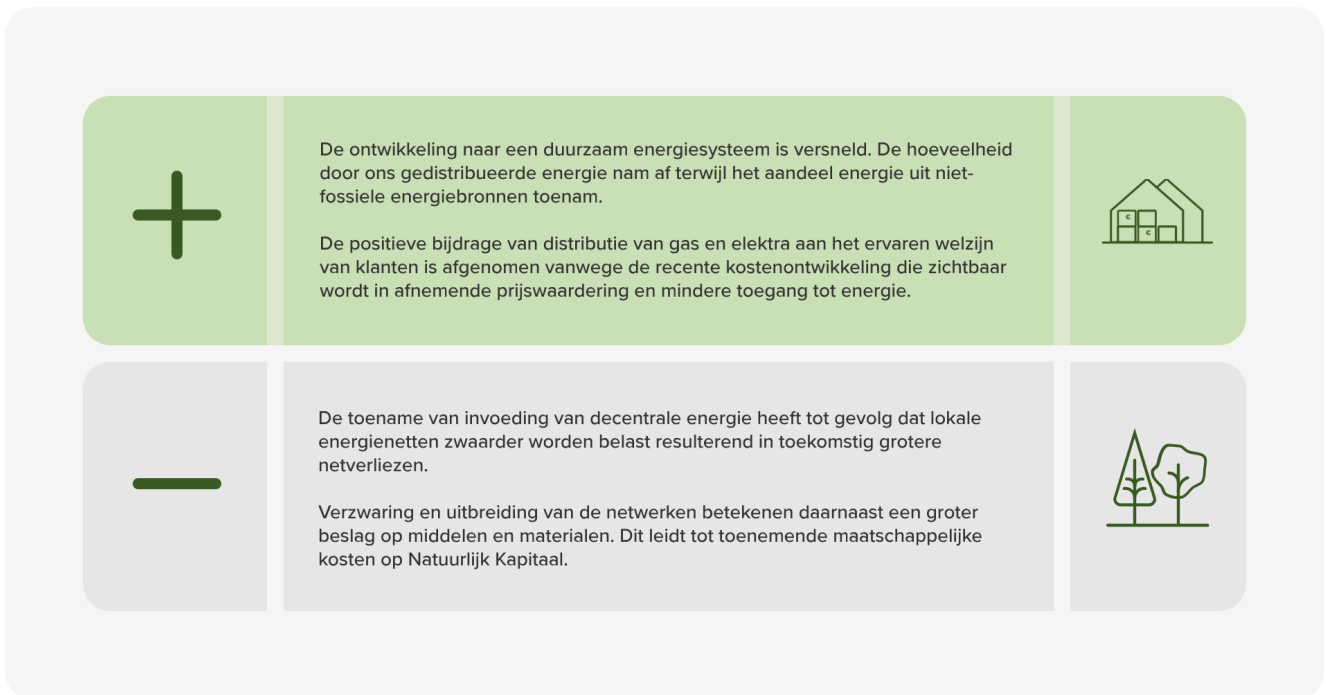 De ontwikkeling naar een duurzaam energiesysteem is versneld. De hoeveelheid
door ons gedistribueerde energie nam af terwijl het aandeel energie uit niet-
fossiele energiebronnen toenam.
De positieve bijdrage van distributie van gas en elektra aan het ervaren welzijn
van klanten is afgenomen vanwege de recente kostenontwikkeling die zichtbaar
wordt in afnemende prijswaardering en mindere toegang tot energie.
€
€
De toename van invoeding van decentrale energie heeft tot gevolg dat lokale
energienetten zwaarder worden belast resulterend in toekomstig grotere
netverliezen.
Verzwaring en uitbreiding van de netwerken betekenen daarnaast een groter
beslag op middelen en materialen. Dit leidt tot toenemende maatschappelijke
kosten op Natuurlijk Kapitaal.